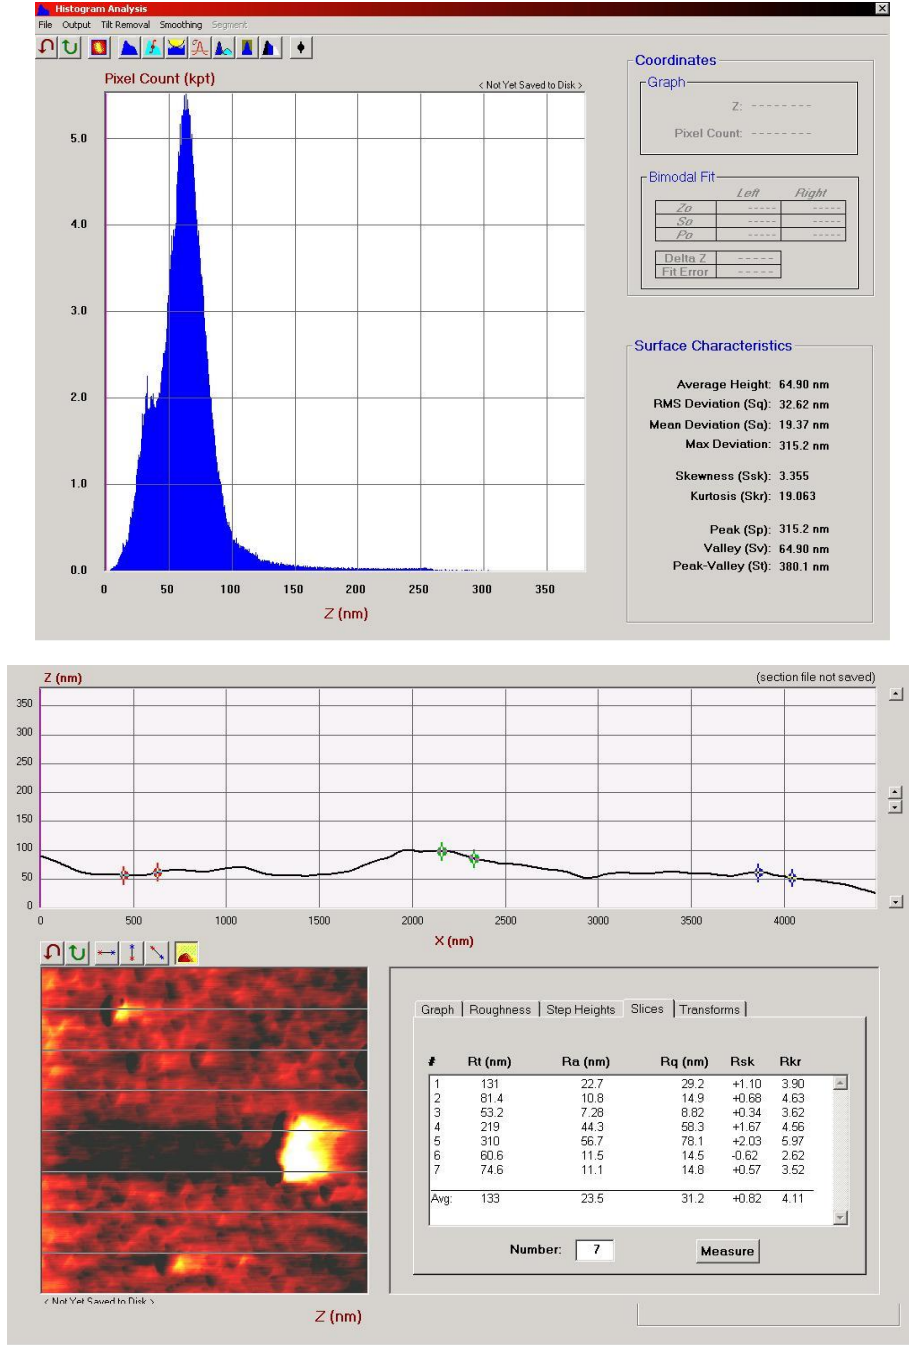 Histogram Analysis
File Output Tilt Removal Smoothing Segment
Pixel Count (kpt)
< Not Yet Saved to Disk >
5.0
4.0
3.0
2.0
1.0
0.0
0 50 100 150 200 250 300 350
Z (nm)
Coordinates
Graph
Z: --------
Pixel Count: --------
Bimodal Fit
Left Right
Zo ----- -----
So ----- -----
Po ----- -----
Delta Z -----
Fit Error -----
Surface Characteristics
Average Height: 64.90 nm
RMS Deviation (Sq): 32.62 nm
Mean Deviation (Sa): 19.37 nm
Max Deviation: 315.2 nm
Skewness (Ssk): 3.355
Kurtosis (Skr): 19.063
Peak (Sp): 315.2 nm
Valley (Sv): 64.90 nm
Peak-Valley (St): 380.1 nm
Z (nm)
(section file not saved)
350
300
250
200
150
100
50
0
0 500 1000 1500 2000 2500 3000 3500 4000
X (nm)
Graph Roughness Step Heights Slices Transforms
# Rt (nm) Ra (nm) Rq (nm) Rsk Rkr
1 131 22.7 29.2 +1.10 3.90
2 81.4 10.8 14.9 +0.68 4.63
3 53.2 7.28 8.82 +0.34 3.62
4 219 44.3 58.3 +1.67 4.56
5 310 56.7 78.1 +2.03 5.97
6 60.6 11.5 14.5 -0.62 2.62
7 74.6 11.1 14.8 +0.57 3.52
Avg: 133 23.5 31.2 +0.82 4.11
Number: 7 Measure
< Not Yet Saved to Disk >
Z (nm)